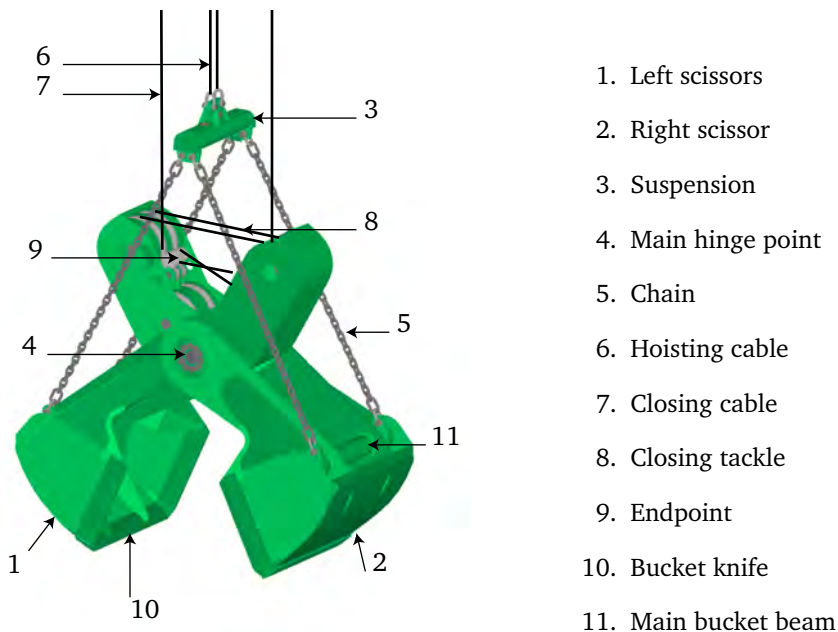 6
7
3
8
9
5
4
11
1
2
10
1. Left scissors
2. Right scissor
3. Suspension
4. Main hinge point
5. Chain
6. Hoisting cable
7. Closing cable
8. Closing tackle
9. Endpoint
10. Bucket knife
11. Main bucket beam